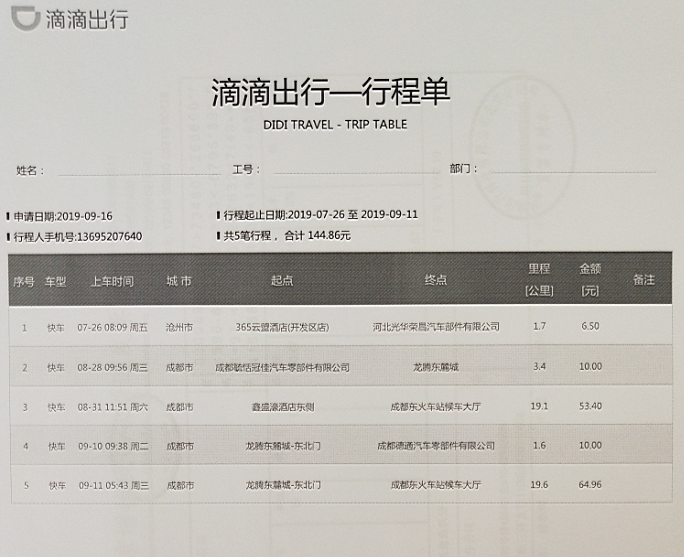 滴滴出行
滴滴出行—行程单
DIDI TRAVEL - TRIP TABLE
姓名： 工号： 部门：
申请日期:2019-09-16 行程起止日期:2019-07-26 至 2019-09-11
行程人手机号:13695207640 共5笔行程， 合计 144.86元
序号 车型 上车时间 城市 起点 终点 里程[公里] 金额[元] 备注
1 快车 07-26 08:09 周五 沧州市 365云盟酒店(开发区店) 河北光华荣昌汽车部件有限公司 1.7 6.50
2 快车 08-28 09:56 周三 成都市 成都毓恬冠佳汽车零部件有限公司 龙腾东麓城 3.4 10.00
3 快车 08-31 11:51 周六 成都市 鑫盛濠酒店东侧 成都东火车站候车大厅 19.1 53.40
4 快车 09-10 09:38 周二 成都市 龙腾东麓城-东北门 成都德通汽车零部件有限公司 1.6 10.00
5 快车 09-11 05:43 周三 成都市 龙腾东麓城-东北门 成都东火车站候车大厅 19.6 64.96